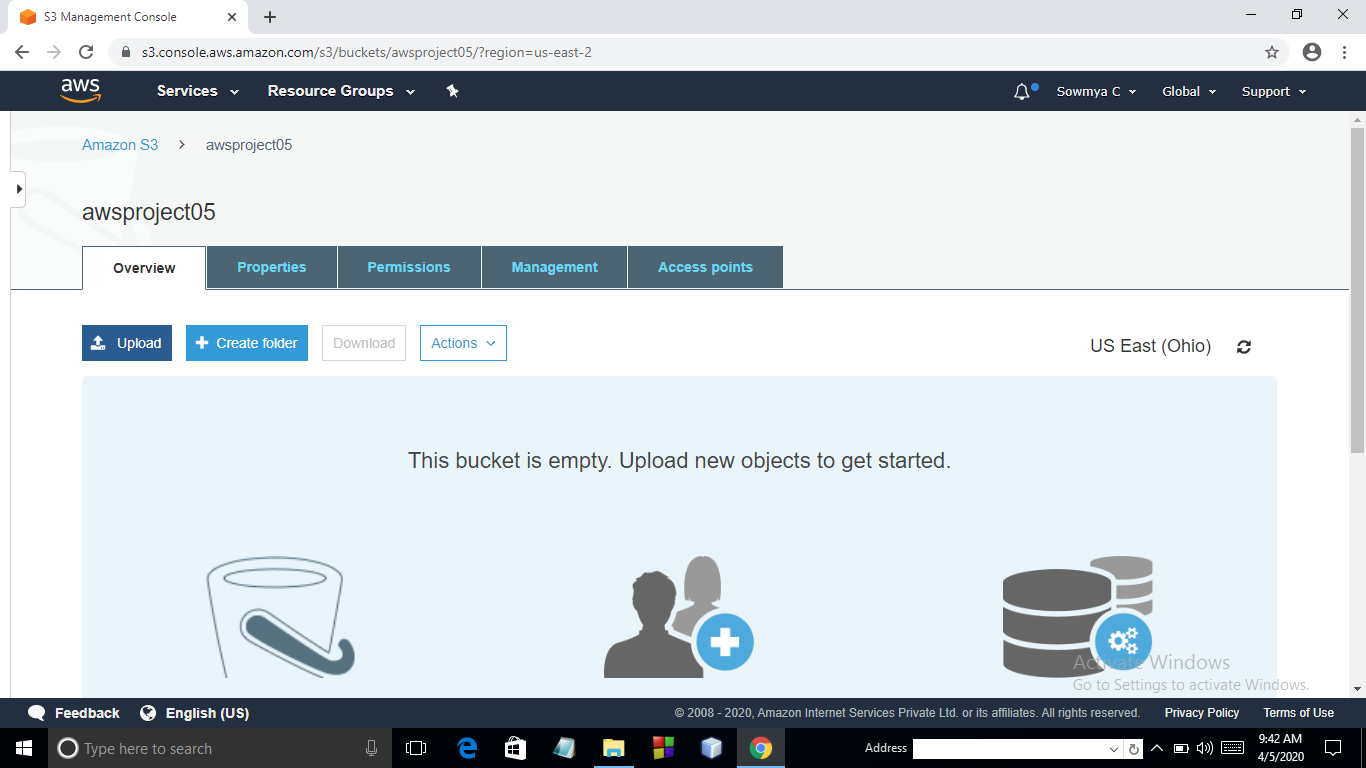 S3 Management Console
s3.console.aws.amazon.com/s3/buckets/awsproject05/?region=us-east-2
aws Services Resource Groups Sowmya C Global Support
Amazon S3 > awsproject05
awsproject05
Overview Properties Permissions Management Access points
Upload Create folder Download Actions US East (Ohio)
This bucket is empty. Upload new objects to get started.
Activate Windows
Go to Settings to activate Windows.
Feedback English (US) © 2008 - 2020, Amazon Internet Services Private Ltd. or its affiliates. All rights reserved. Privacy Policy Terms of Use
Type here to search Address 9:42 AM
4/5/2020